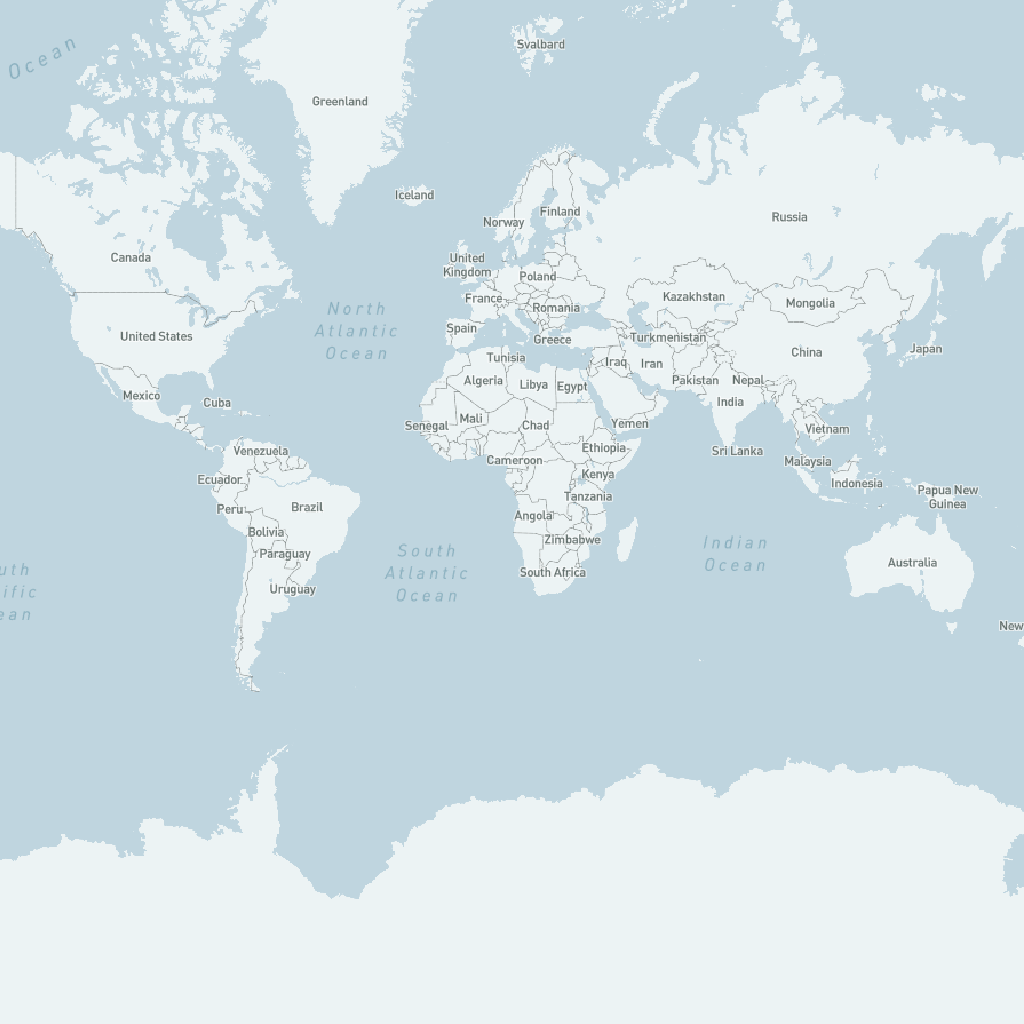 Ocean
Svalbard
Greenland
Iceland
Norway
Finland
Russia
Canada
United
Kingdom
Poland
France
Romania
Kazakhstan
Mongolia
North
Atlantic
Ocean
United States
Spain
Greece
Turkmenistan
China
Japan
Tunisia
Iraq
Iran
Algeria
Libya
Egypt
Pakistan
Nepal
Mexico
Cuba
India
Senegal
Mali
Chad
Yemen
Vietnam
Venezuela
Cameroon
Ethiopia
Sri Lanka
Malaysia
Ecuador
Kenya
Indonesia
Papua New
Guinea
Peru
Brazil
Tanzania
Angola
Bolivia
Zimbabwe
Paraguay
South
Atlantic
Ocean
Indian
Ocean
Australia
South Africa
Uruguay
uth
ific
ean
New